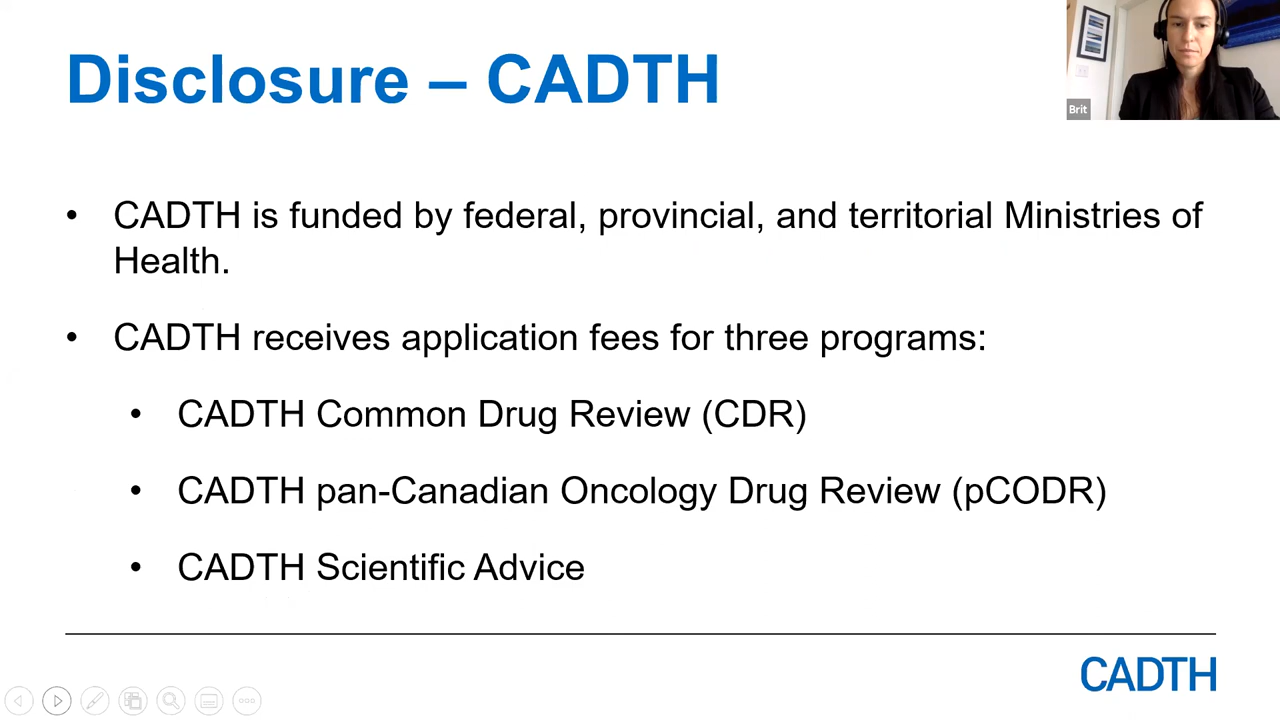 Disclosure – CADTH
Brit
• CADTH is funded by federal, provincial, and territorial Ministries of
Health.
• CADTH receives application fees for three programs:
• CADTH Common Drug Review (CDR)
• CADTH pan-Canadian Oncology Drug Review (pCODR)
• CADTH Scientific Advice
CADTH